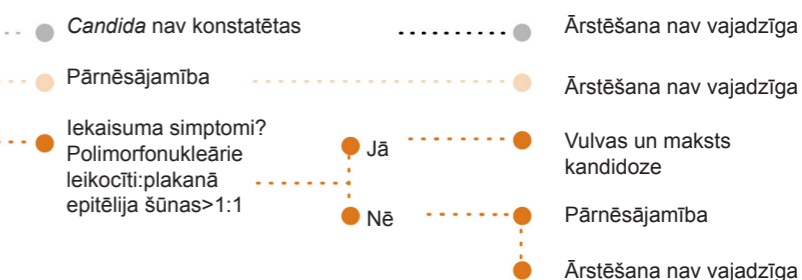 Candida nav konstatētas
Ārstēšana nav vajadzīga
Pārnēsājamība
Ārstēšana nav vajadzīga
Iekaisuma simptomi?
Polimorfonukleārie
leikocīti:plakanā
epitēlija šūnas>1:1
Jā
Vulvas un maksts
kandidoze
Nē
Pārnēsājamība
Ārstēšana nav vajadzīga